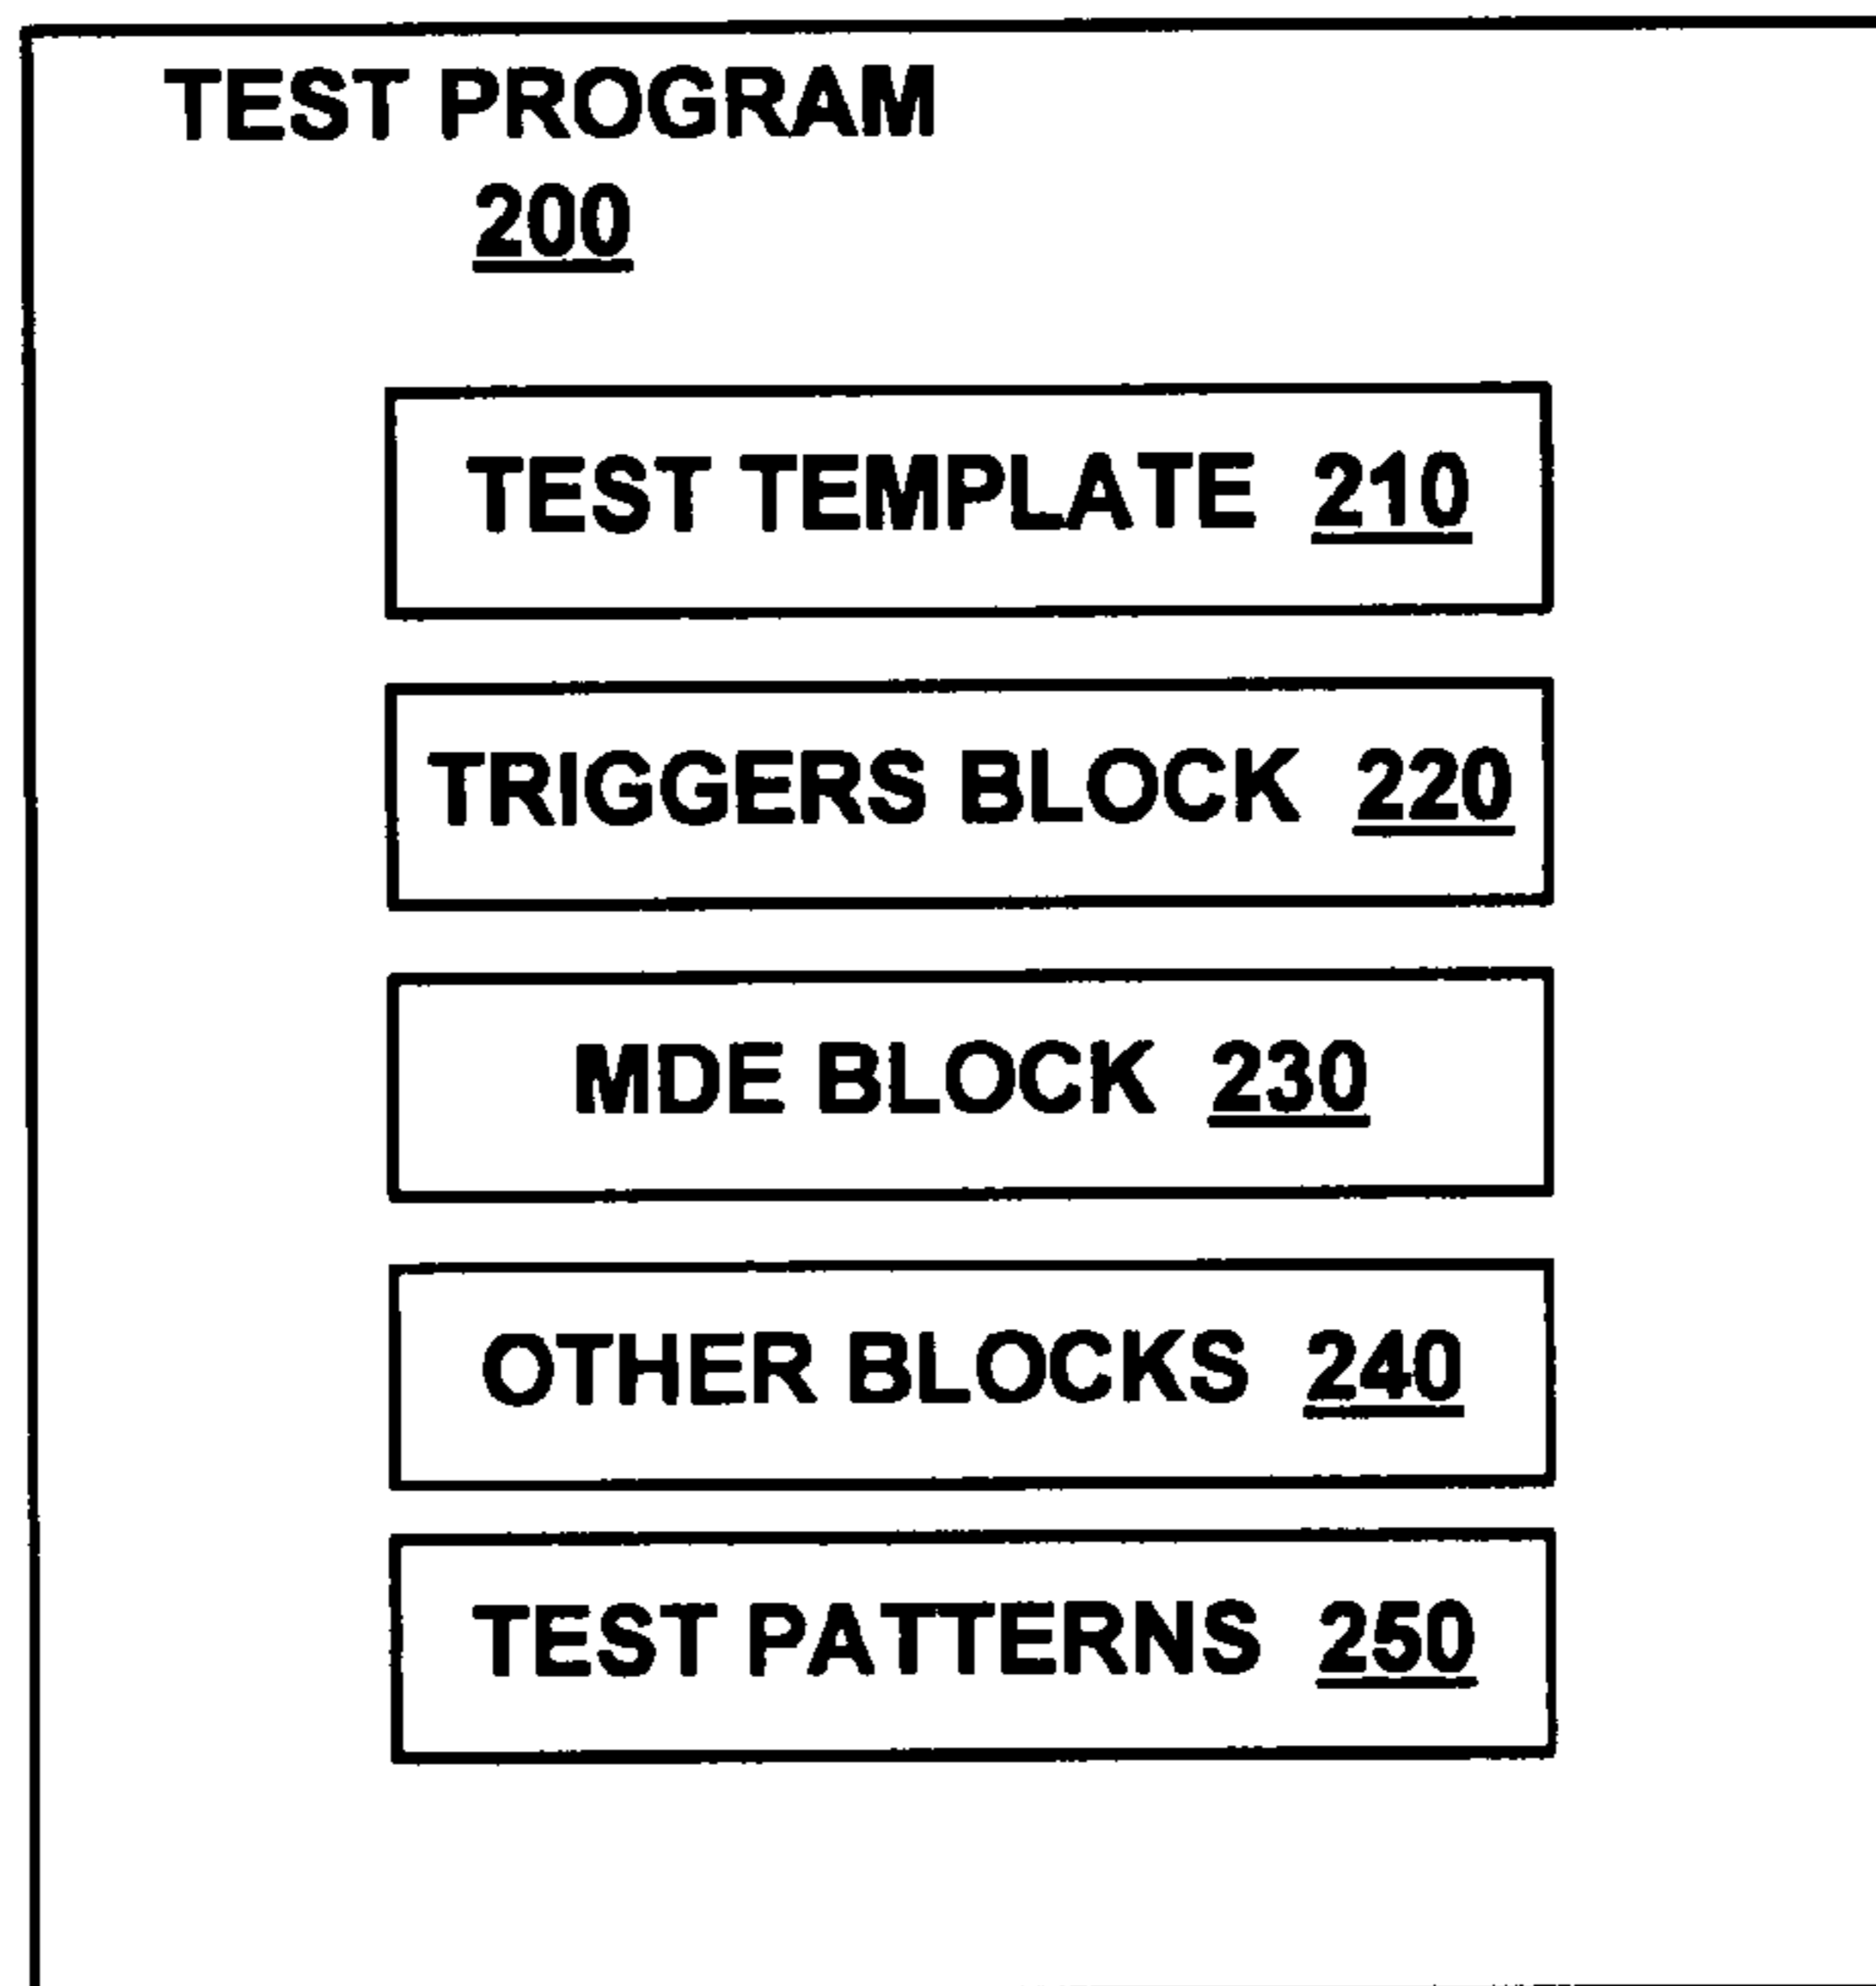 TEST PROGRAM
200
TEST TEMPLATE 210
TRIGGERS BLOCK 220
MDE BLOCK 230
OTHER BLOCKS 240
TEST PATTERNS 250